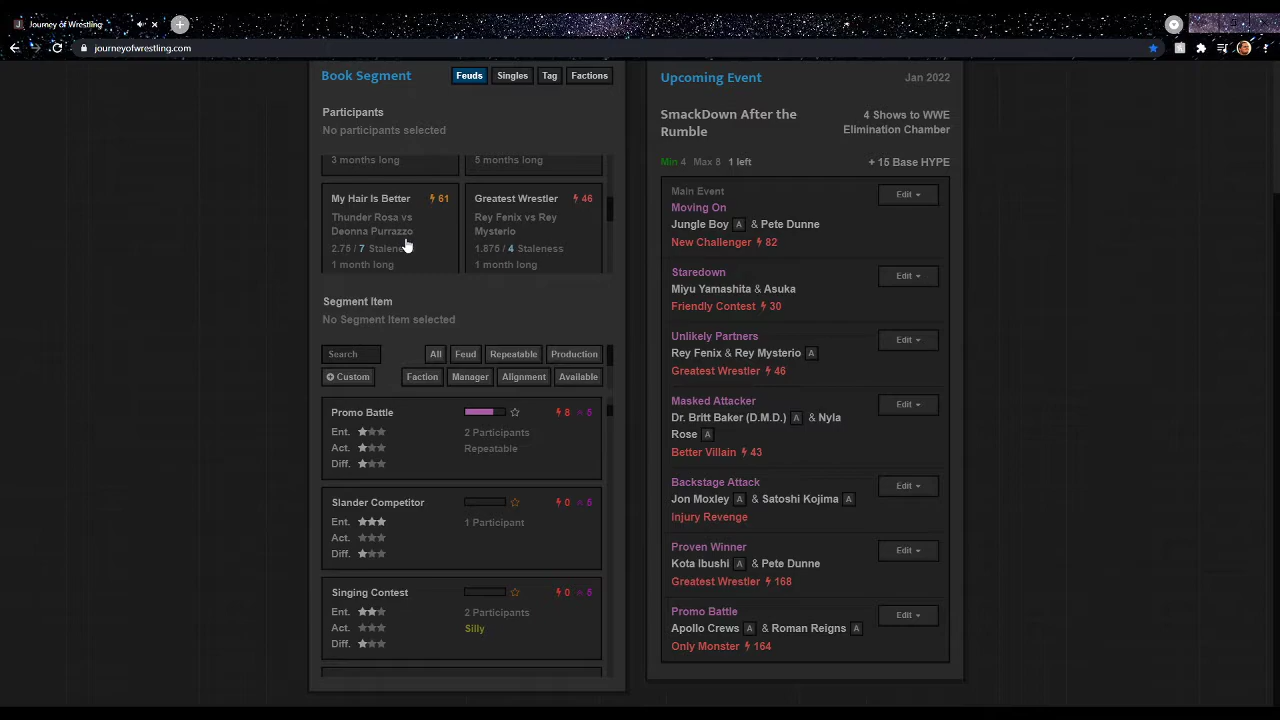 Journey of Wrestling
journeyofwrestling.com
Book Segment
Feuds
Singles
Tag
Factions
Participants
No participants selected
3 months long
5 months long
My Hair Is Better 61
Thunder Rosa vs
Deonna Purrazzo
2.75 / 7 Staleness
1 month long
Greatest Wrestler 46
Rey Fenix vs Rey
Mysterio
1.875 / 4 Staleness
1 month long
Segment Item
No Segment Item selected
Search
All
Feud
Repeatable
Production
Custom
Faction
Manager
Alignment
Available
Promo Battle 8 5
Ent. 2 Participants
Act. Repeatable
Diff.
Slander Competitor 0 5
Ent. 1 Participant
Act.
Diff.
Singing Contest 0 5
Ent. 2 Participants
Act. Silly
Diff.
Upcoming Event Jan 2022
SmackDown After the
Rumble
4 Shows to WWE
Elimination Chamber
Min 4 Max 8 1 left + 15 Base HYPE
Main Event
Moving On
Jungle Boy A & Pete Dunne
New Challenger 82
Edit
Staredown
Miyu Yamashita & Asuka
Friendly Contest 30
Edit
Unlikely Partners
Rey Fenix & Rey Mysterio A
Greatest Wrestler 46
Edit
Masked Attacker
Dr. Britt Baker (D.M.D.) A & Nyla
Rose A
Better Villain 43
Edit
Backstage Attack
Jon Moxley A & Satoshi Kojima A
Injury Revenge
Edit
Proven Winner
Kota Ibushi A & Pete Dunne
Greatest Wrestler 168
Edit
Promo Battle
Apollo Crews A & Roman Reigns A
Only Monster 164
Edit